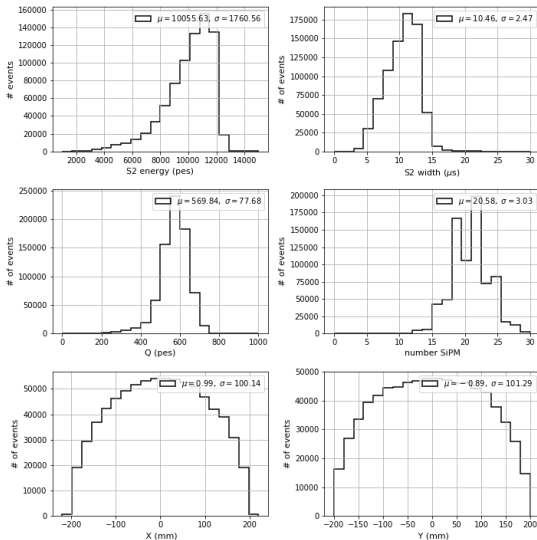 160000
140000
120000
100000
80000
60000
40000
20000
0
# events
μ = 10055.63, σ = 1760.56
2000 4000 6000 8000 10000 12000 14000
S2 energy (pes)
175000
150000
125000
100000
75000
50000
25000
0
# of events
μ = 10.46, σ = 2.47
0 5 10 15 20 25 30
S2 width (μs)
250000
200000
150000
100000
50000
0
# of events
μ = 569.84, σ = 77.68
0 200 400 600 800 1000
Q (pes)
200000
175000
150000
125000
100000
75000
50000
25000
0
# of events
μ = 20.58, σ = 3.03
0 5 10 15 20 25 30
number SiPM
50000
40000
30000
20000
10000
0
# of events
μ = 0.99, σ = 100.14
−200 −100 0 100 200
X (mm)
50000
40000
30000
20000
10000
0
# of events
μ = −0.89, σ = 101.29
−200 −150 −100 −50 0 50 100 150 200
Y (mm)